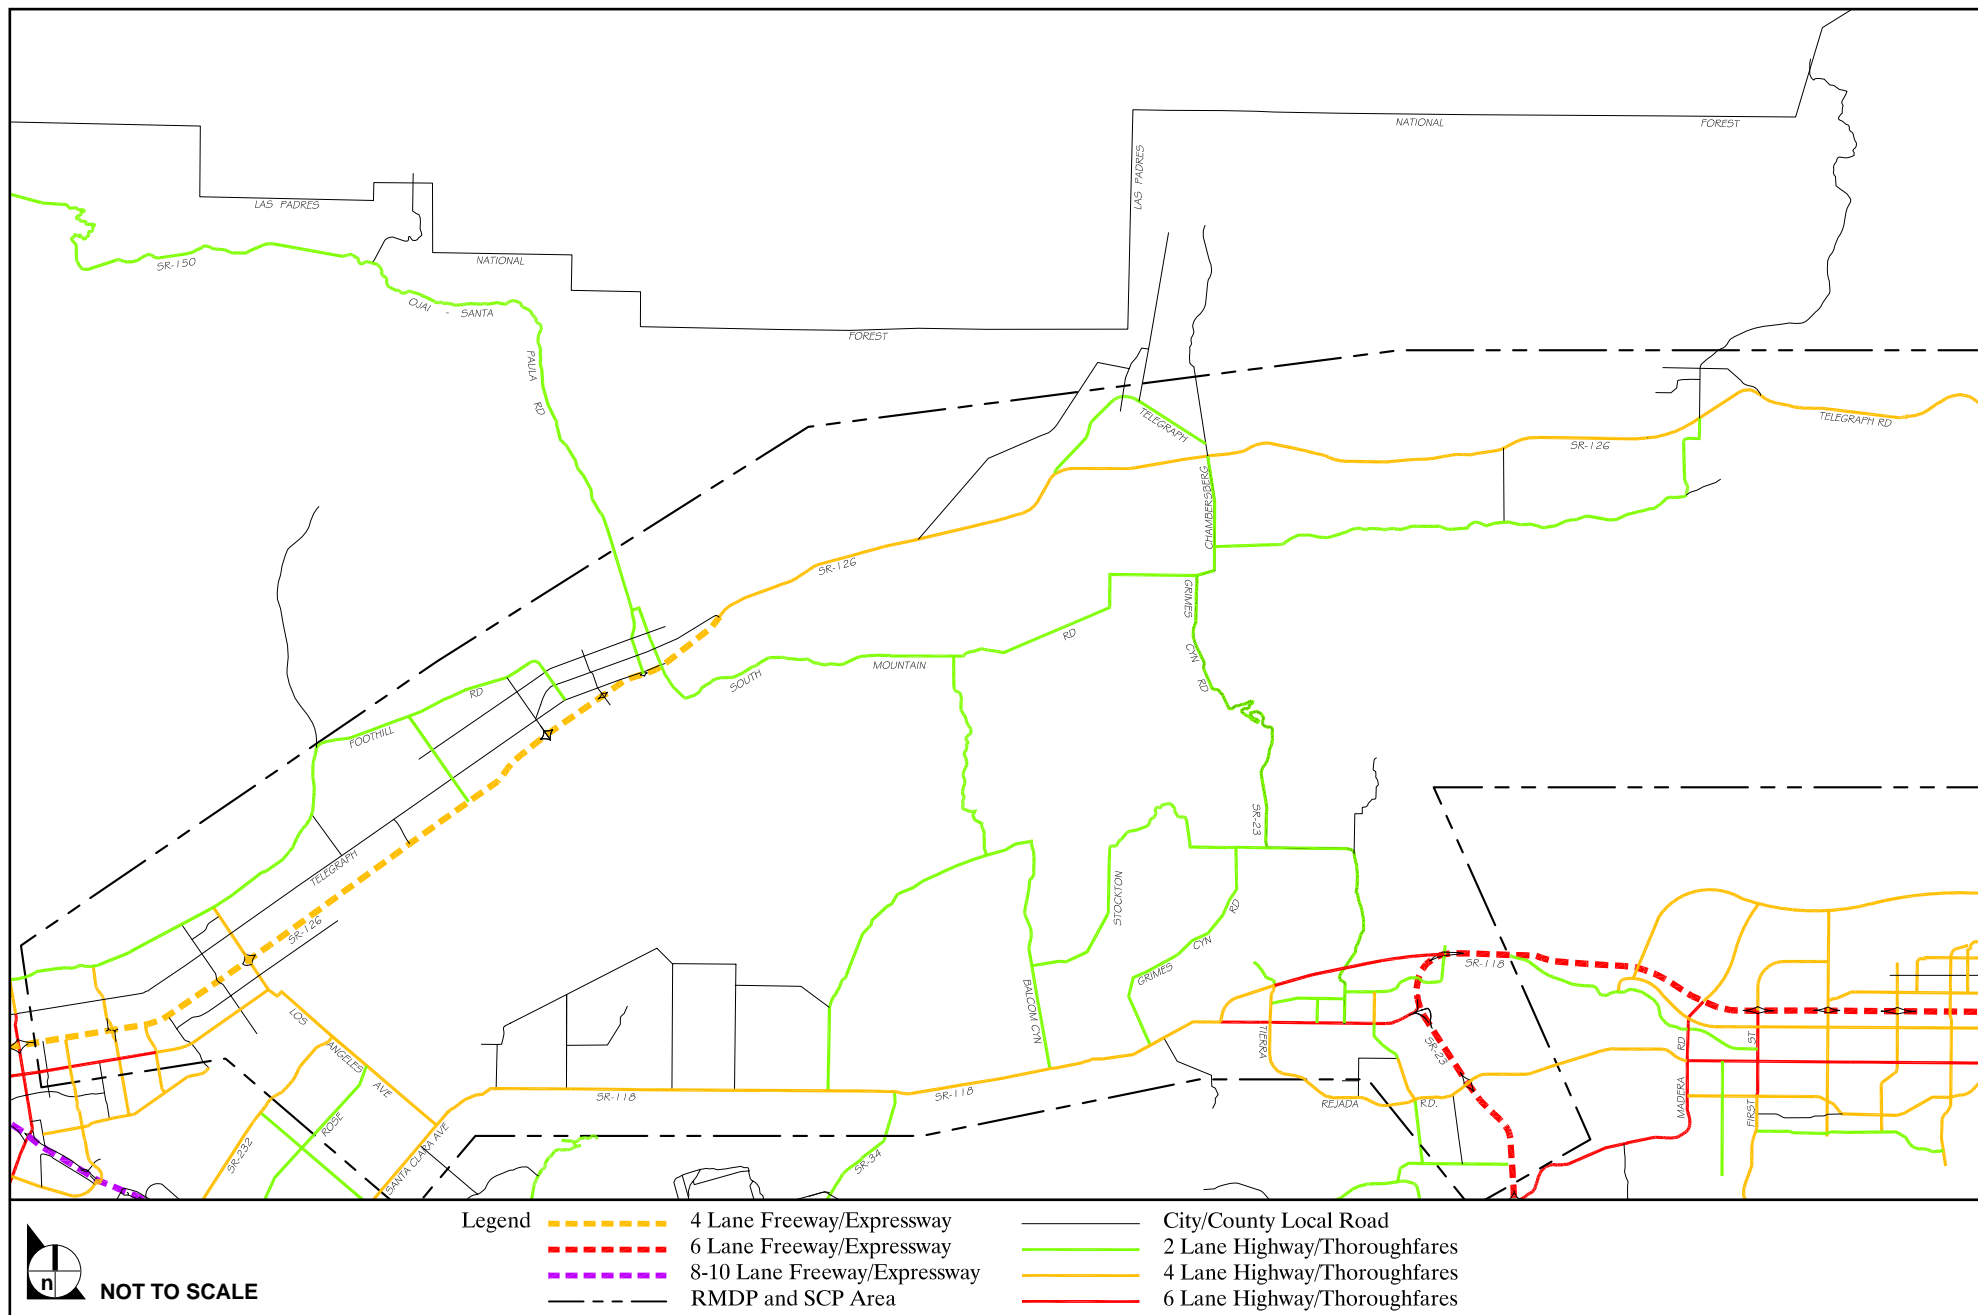 NATIONAL
FOREST
LAS PADRES
LAS PADRES
SR-150
NATIONAL
OJAI - SANTA
FOREST
PAULA RD
TELEGRAPH
TELEGRAPH RD
SR-126
CHAMBERSBERG
SR-126
GRIMES CYN RD
RD
MOUNTAIN
SOUTH
RD
FOOTHILL
SR-23
TELEGRAPH
STOCKTON
RD
CYN
GRIMES
SR-126
SR-118
BALCOM CYN
LOS ANGELES AVE
TIERRA
SR-23
RD
ST
MADERA
FIRST
SR-118
SR-118
REJADA RD.
ROSE
SR-232
SANTA CLARA AVE
SR-34
Legend
4 Lane Freeway/Expressway
6 Lane Freeway/Expressway
8-10 Lane Freeway/Expressway
RMDP and SCP Area
City/County Local Road
2 Lane Highway/Thoroughfares
4 Lane Highway/Thoroughfares
6 Lane Highway/Thoroughfares
n
NOT TO SCALE